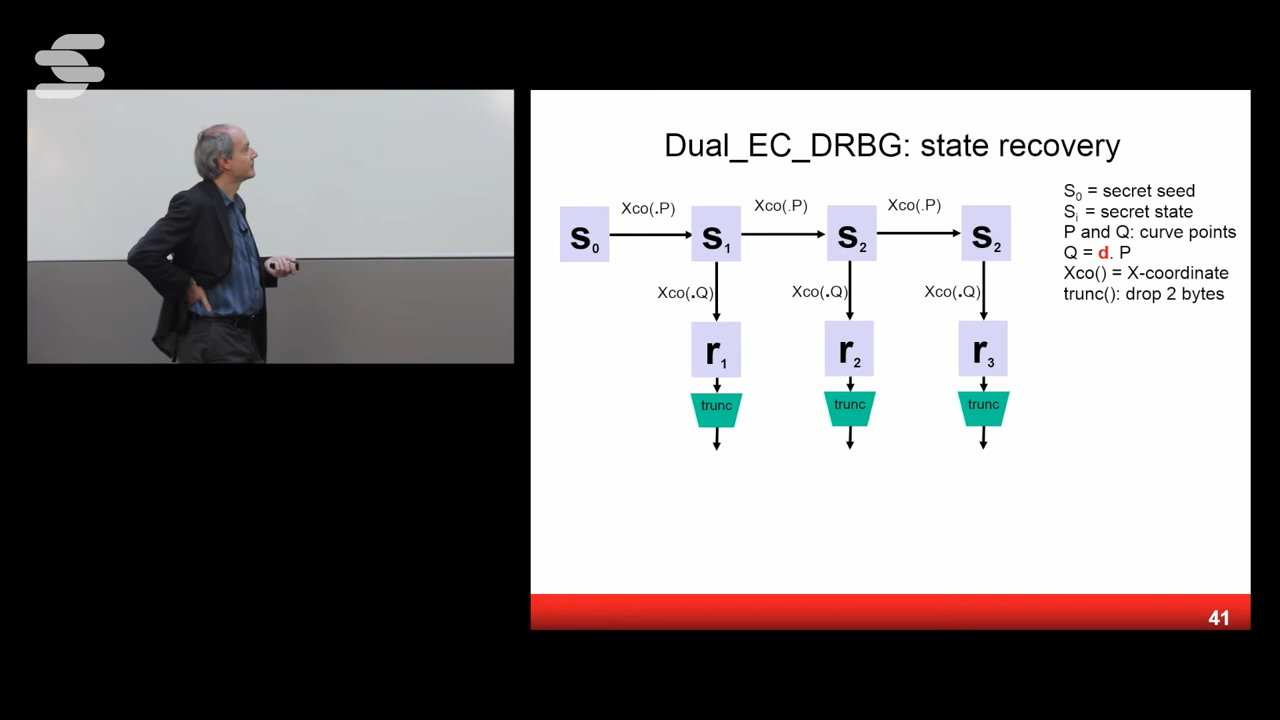 Dual_EC_DRBG: state recovery
S₀ = secret seed
Sᵢ = secret state
P and Q: curve points
Q = d. P
Xco() = X-coordinate
trunc(): drop 2 bytes
Xco(.P) Xco(.P) Xco(.P)
S₀ S₁ S₂ S₂
Xco(.Q) Xco(.Q) Xco(.Q)
r₁ r₂ r₃
trunc trunc trunc
41